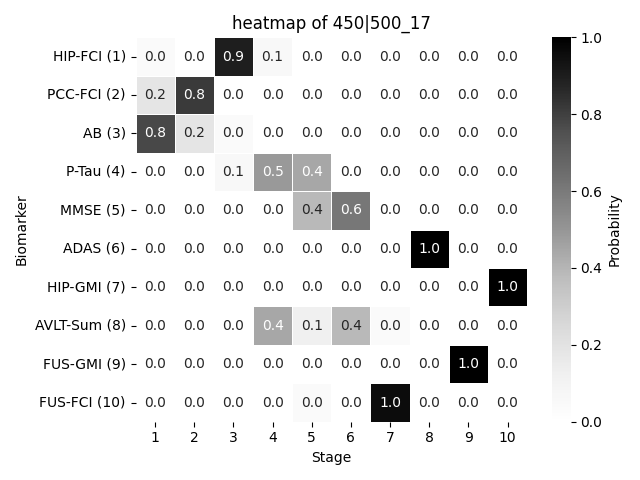 heatmap of 450|500_17
HIP-FCI (1) 0.0 0.0 0.9 0.1 0.0 0.0 0.0 0.0 0.0 0.0
PCC-FCI (2) 0.2 0.8 0.0 0.0 0.0 0.0 0.0 0.0 0.0 0.0
AB (3) 0.8 0.2 0.0 0.0 0.0 0.0 0.0 0.0 0.0 0.0
P-Tau (4) 0.0 0.0 0.1 0.5 0.4 0.0 0.0 0.0 0.0 0.0
MMSE (5) 0.0 0.0 0.0 0.0 0.4 0.6 0.0 0.0 0.0 0.0
ADAS (6) 0.0 0.0 0.0 0.0 0.0 0.0 0.0 1.0 0.0 0.0
HIP-GMI (7) 0.0 0.0 0.0 0.0 0.0 0.0 0.0 0.0 0.0 1.0
AVLT-Sum (8) 0.0 0.0 0.0 0.4 0.1 0.4 0.0 0.0 0.0 0.0
FUS-GMI (9) 0.0 0.0 0.0 0.0 0.0 0.0 0.0 0.0 1.0 0.0
FUS-FCI (10) 0.0 0.0 0.0 0.0 0.0 0.0 1.0 0.0 0.0 0.0
1 2 3 4 5 6 7 8 9 10
Stage
Biomarker
1.0
0.8
0.6
0.4
0.2
0.0
Probability